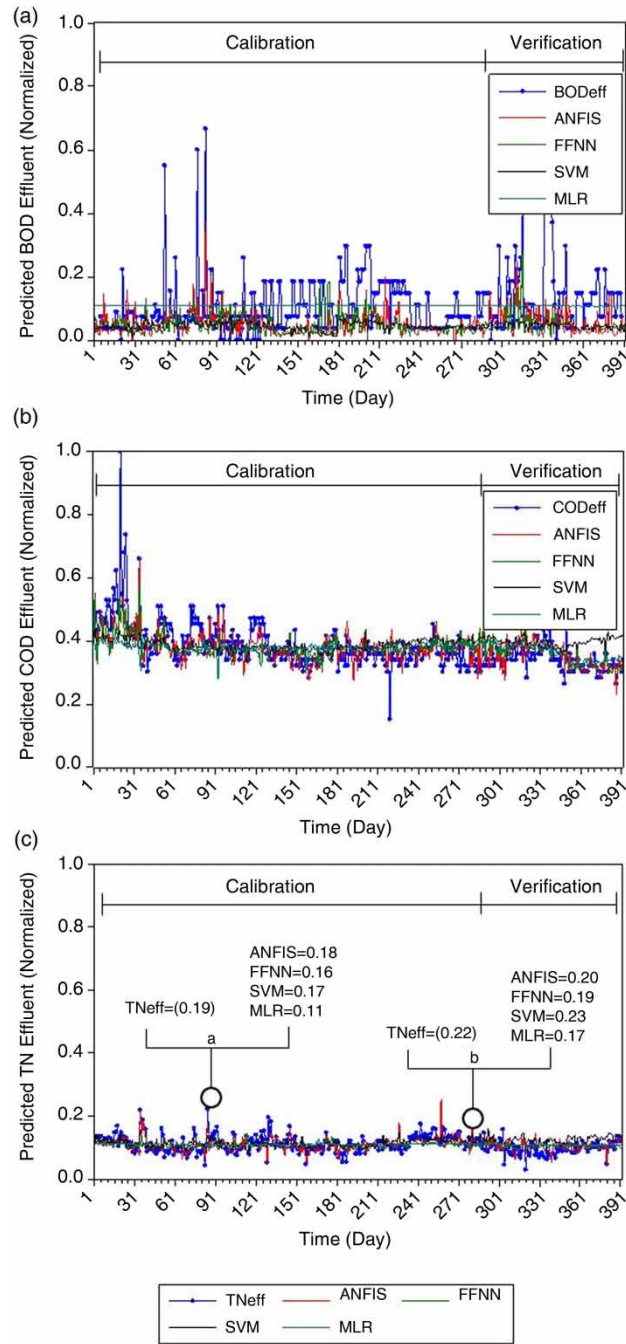 (a)
1.0
Calibration
Verification
0.8
BODeff
ANFIS
0.6
FFNN
SVM
0.4
MLR
0.2
0.0
Predicted BOD Effluent (Normalized)
1 31 61 91 121 151 181 211 241 271 301 331 361 391
Time (Day)
(b)
1.0
Calibration
Verification
0.8
CODeff
ANFIS
0.6
FFNN
SVM
0.4
MLR
0.2
0.0
Predicted COD Effluent (Normalized)
1 31 61 91 121 151 181 211 241 271 301 331 361 391
Time (Day)
(c)
1.0
Calibration
Verification
0.8
ANFIS=0.18
FFNN=0.16
SVM=0.17
MLR=0.11
TNeff=(0.19)
a
ANFIS=0.20
FFNN=0.19
SVM=0.23
MLR=0.17
TNeff=(0.22)
b
0.6
0.4
0.2
0.0
Predicted TN Effluent (Normalized)
1 31 61 91 121 151 181 211 241 271 301 331 361 391
Time (Day)
TNeff ANFIS FFNN
SVM MLR